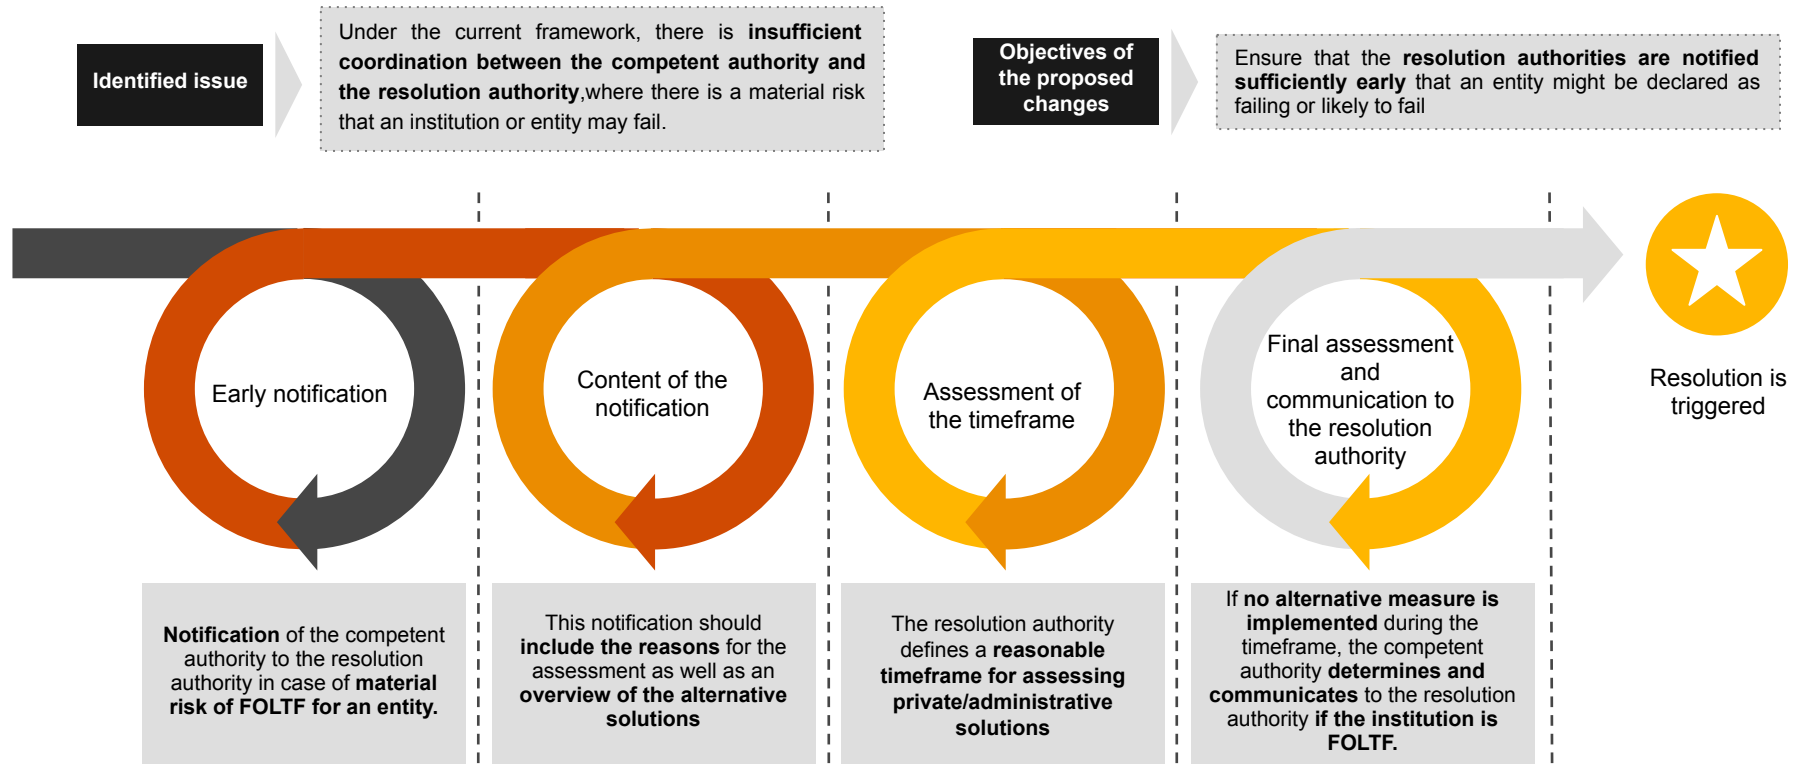 Identified issue
Under the current framework, there is insufficient
coordination between the competent authority and
the resolution authority,where there is a material risk
that an institution or entity may fail.
Objectives of
the proposed
changes
Ensure that the resolution authorities are notified
sufficiently early that an entity might be declared as
failing or likely to fail
Early notification
Content of the
notification
Assessment of
the timeframe
Final assessment
and
communication to
the resolution
authority
Resolution is
triggered
Notification of the competent
authority to the resolution
authority in case of material
risk of FOLTF for an entity.
This notification should
include the reasons for the
assessment as well as an
overview of the alternative
solutions
The resolution authority
defines a reasonable
timeframe for assessing
private/administrative
solutions
If no alternative measure is
implemented during the
timeframe, the competent
authority determines and
communicates to the resolution
authority if the institution is
FOLTF.